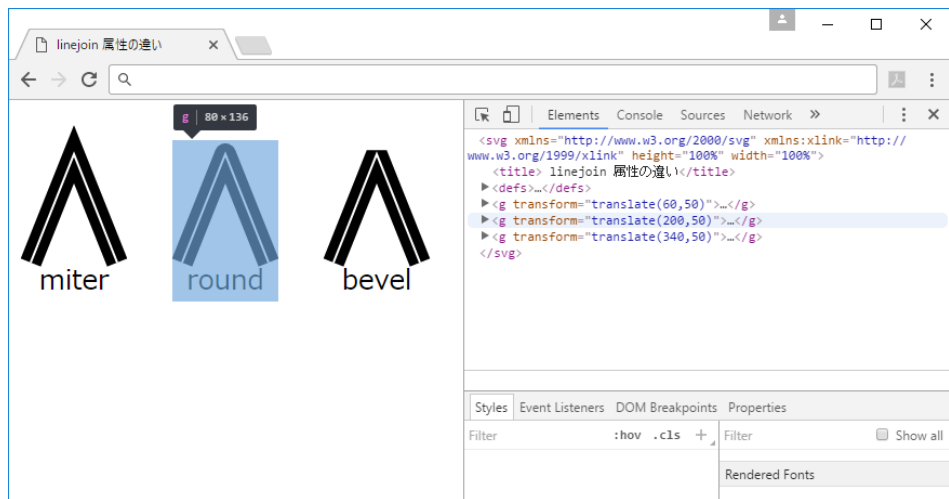 linejoin 属性の違い
g 80 × 136
miter
round
bevel
Elements Console Sources Network »
<svg xmlns="http://www.w3.org/2000/svg" xmlns:xlink="http://
www.w3.org/1999/xlink" height="100%" width="100%">
<title> linejoin 属性の違い</title>
▶<defs>…</defs>
▶<g transform="translate(60,50)">…</g>
▶<g transform="translate(200,50)">…</g>
▶<g transform="translate(340,50)">…</g>
</svg>
Styles Event Listeners DOM Breakpoints Properties
Filter :hov .cls +
Filter Show all
Rendered Fonts